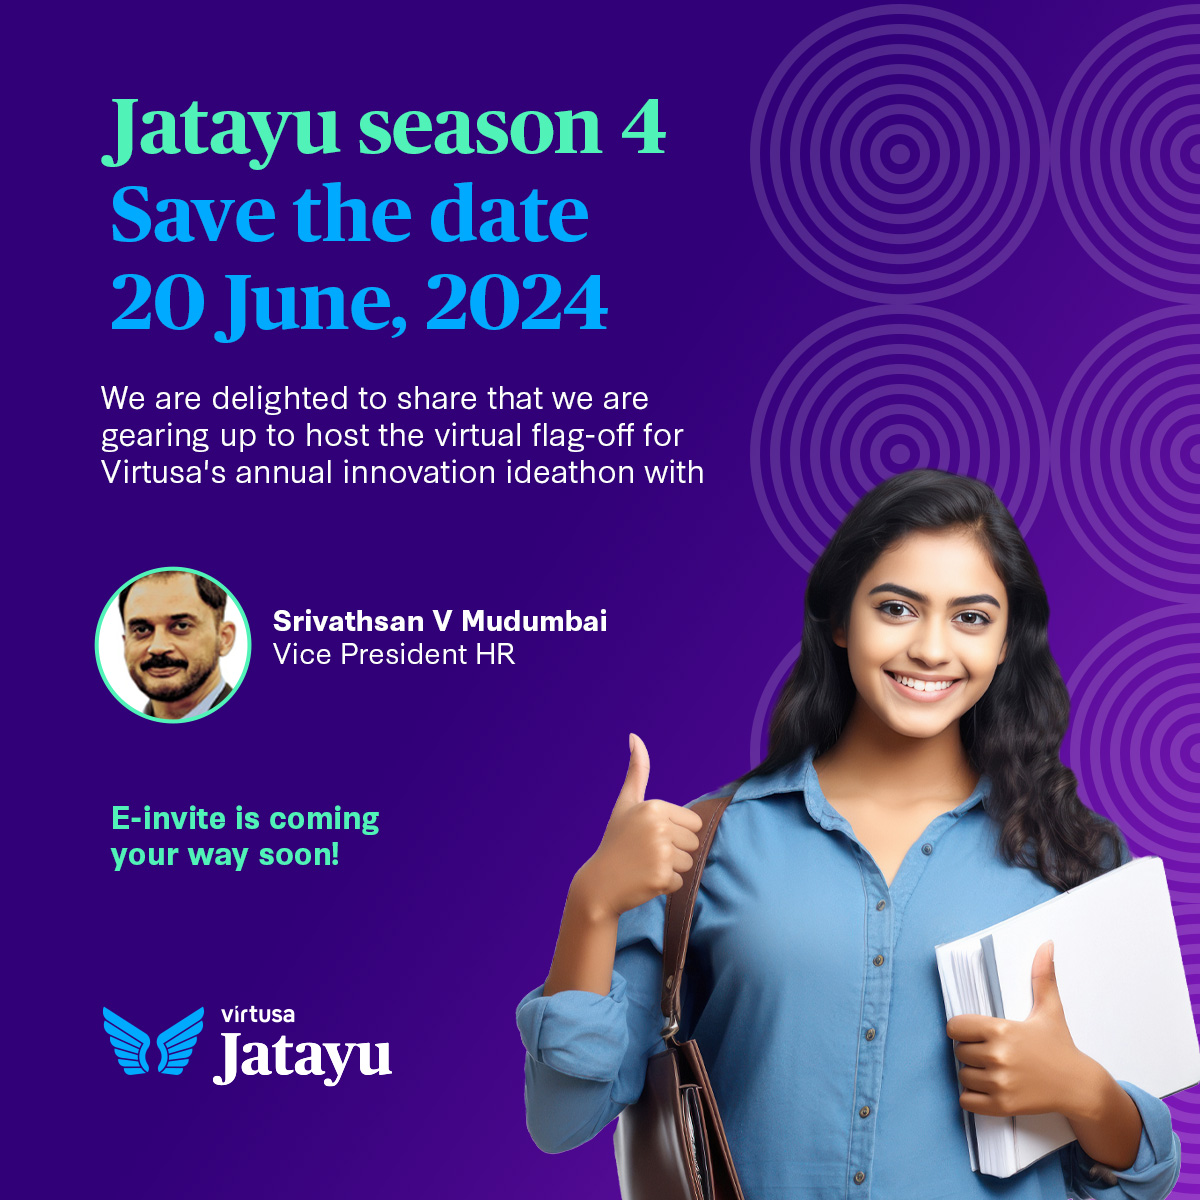 Jatayu season 4
Save the date
20 June, 2024
We are delighted to share that we are
gearing up to host the virtual flag-off for
Virtusa's annual innovation ideathon with
Srivathsan V Mudumbai
Vice President HR
E-invite is coming
your way soon!
virtusa
Jatayu